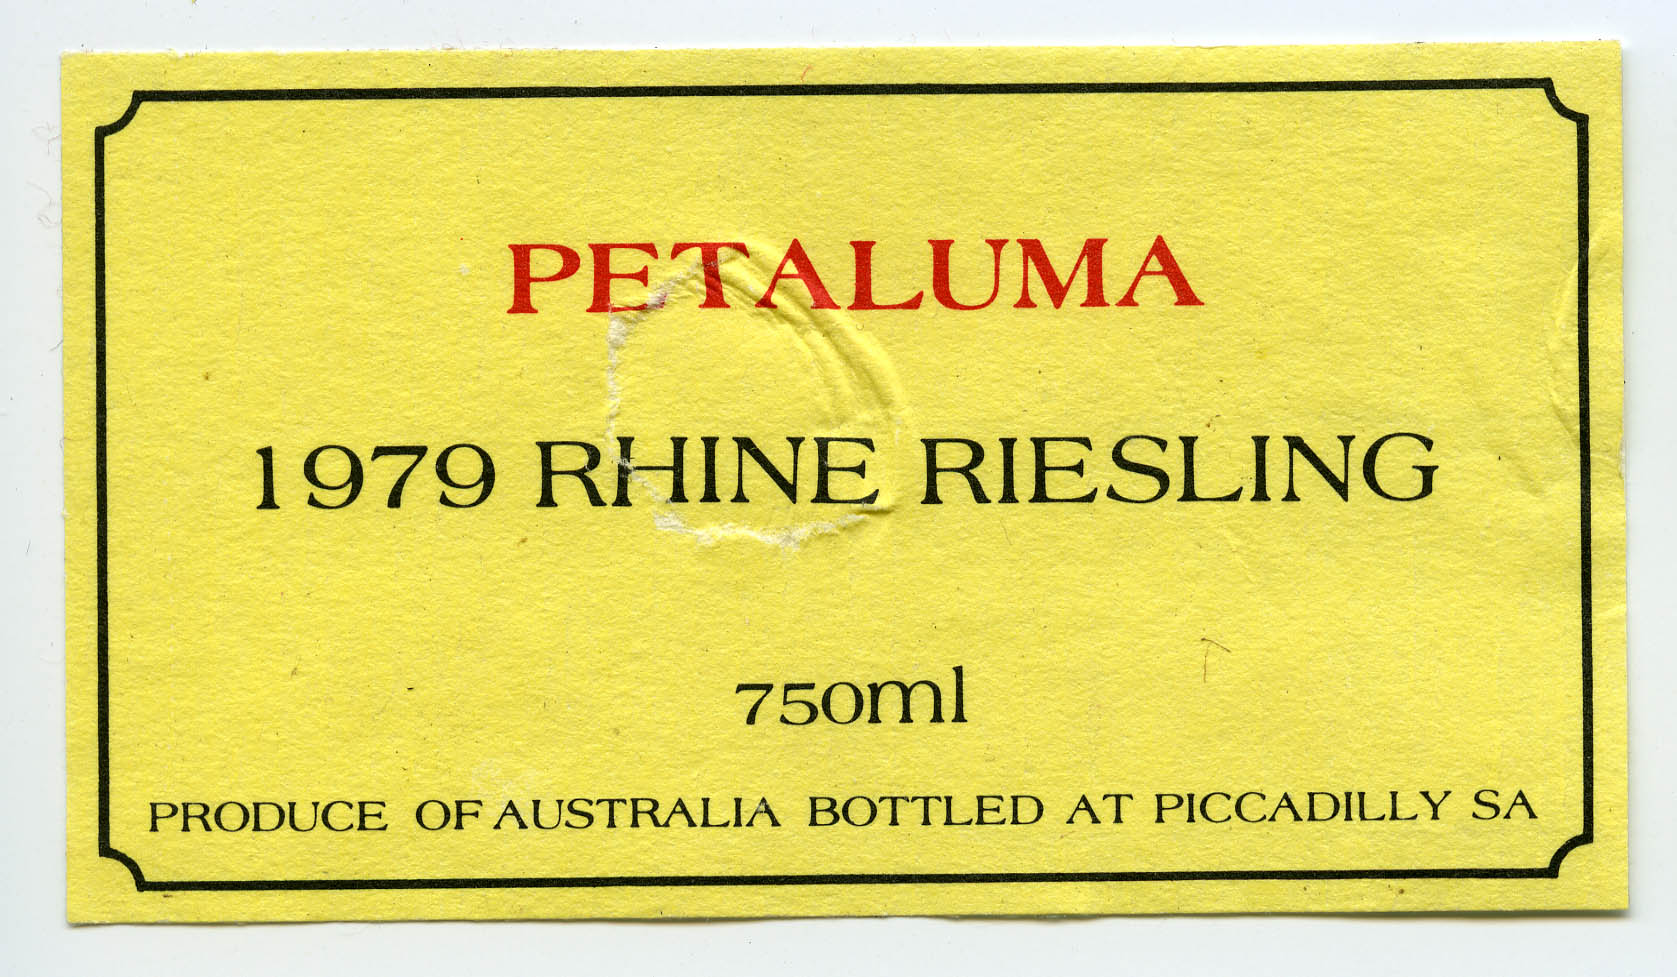 PETALUMA
1979 RHINE RIESLING
750ml
PRODUCE OF AUSTRALIA BOTTLED AT PICCADILLY SA